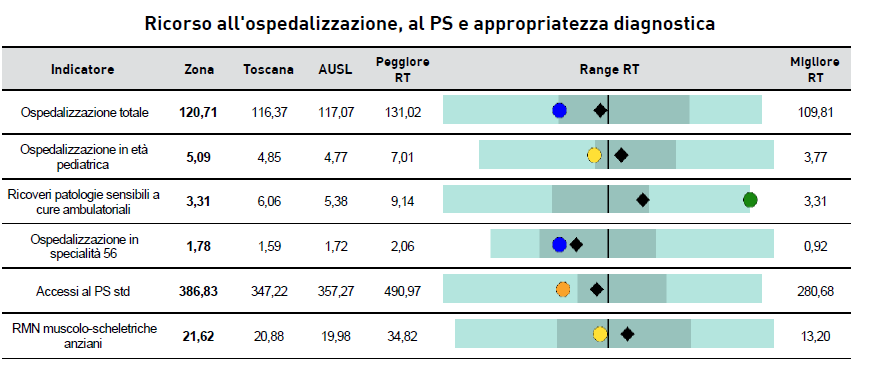 Ricorso all'ospedalizzazione, al PS e appropriatezza diagnostica
Indicatore Zona Toscana AUSL Peggiore RT Range RT Migliore RT
Ospedalizzazione totale 120,71 116,37 117,07 131,02 109,81
Ospedalizzazione in età
pediatrica 5,09 4,85 4,77 7,01 3,77
Ricoveri patologie sensibili a
cure ambulatoriali 3,31 6,06 5,38 9,14 3,31
Ospedalizzazione in
specialità 56 1,78 1,59 1,72 2,06 0,92
Accessi al PS std 386,83 347,22 357,27 490,97 280,68
RMN muscolo-scheletriche
anziani 21,62 20,88 19,98 34,82 13,20